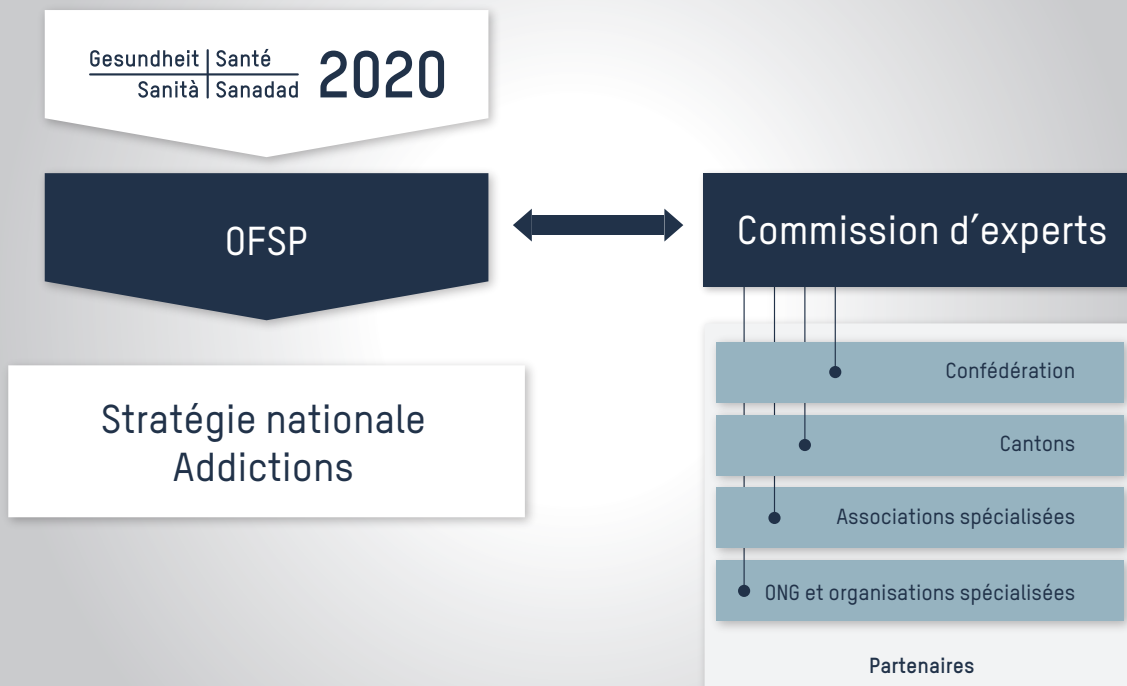 Gesundheit Santé
Sanità Sanadad
2020
OFSP
Stratégie nationale
Addictions
Commission d’experts
Confédération
Cantons
Associations spécialisées
ONG et organisations spécialisées
Partenaires